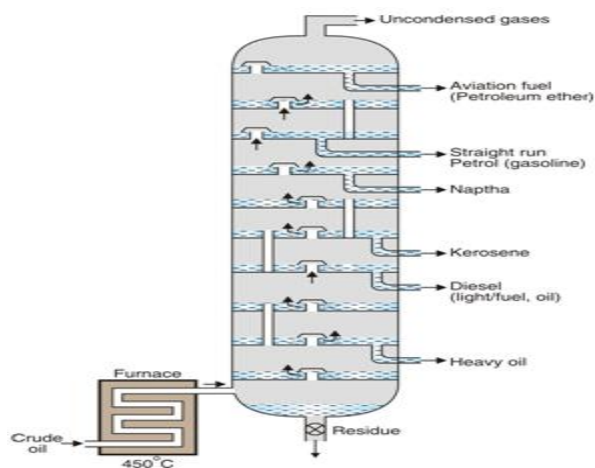 Uncondensed gases
Aviation fuel
(Petroleum ether)
Straight run
Petrol (gasoline)
Naptha
Kerosene
Diesel
(light/fuel, oil)
Heavy oil
Furnace
Crude
oil
450°C
Residue